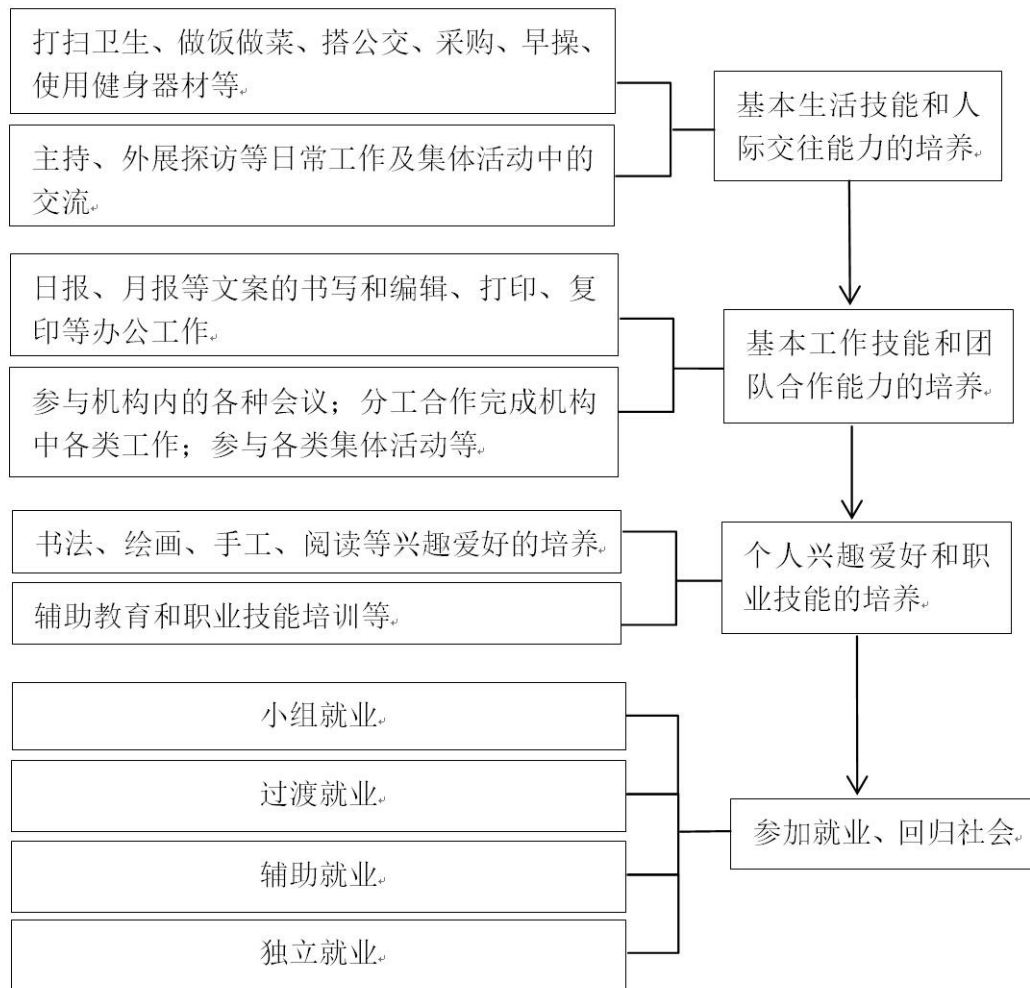 打扫卫生、做饭做菜、搭公交、采购、早操、
使用健身器材等
主持、外展探访等日常工作及集体活动中的
交流
基本生活技能和人
际交往能力的培养
日报、月报等文案的书写和编辑、打印、复
印等办公工作
参与机构内的各种会议；分工合作完成机构
中各类工作；参与各类集体活动等
基本工作技能和团
队合作能力的培养
书法、绘画、手工、阅读等兴趣爱好的培养
辅助教育和职业技能培训等
个人兴趣爱好和职
业技能的培养
小组就业
过渡就业
辅助就业
独立就业
参加就业、回归社会